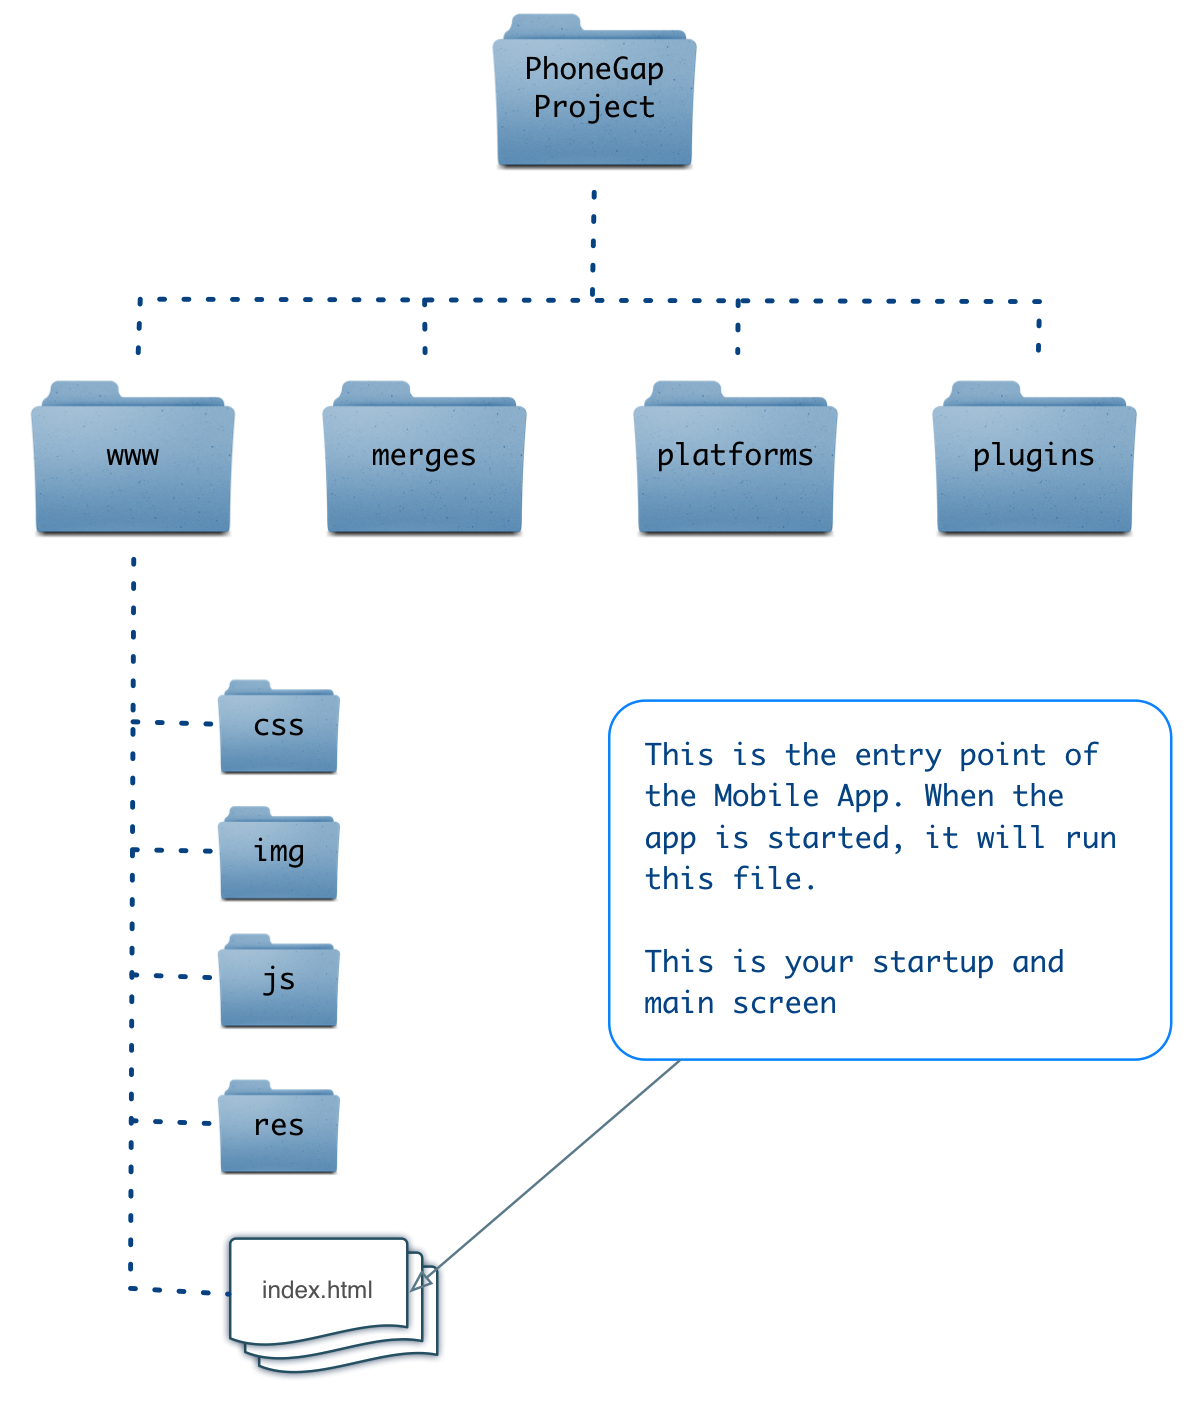 PhoneGap
Project
www
merges
platforms
plugins
css
img
js
res
index.html
This is the entry point of
the Mobile App. When the
app is started, it will run
this file.
This is your startup and
main screen